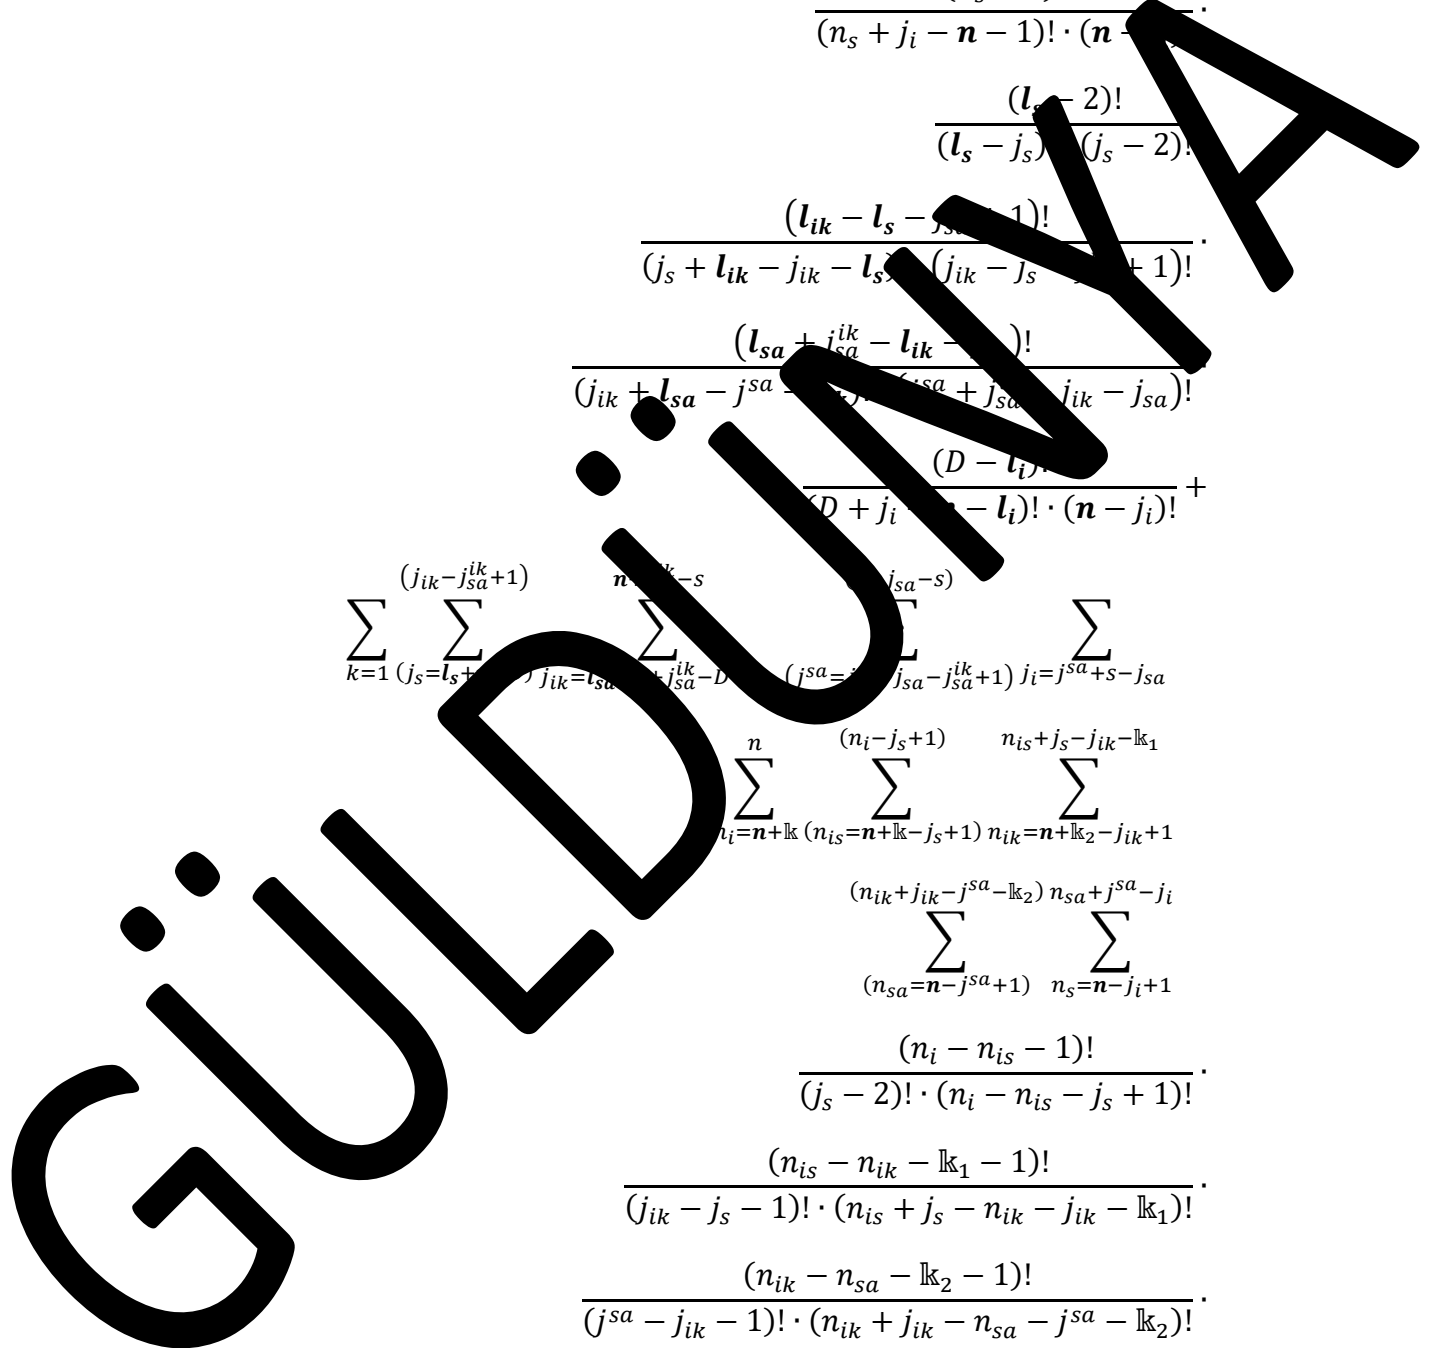 (n_s + j_i − n − 1)! · (n −
(l_s − 2)!
(l_s − j_s) (j_s − 2)!
(l_ik − l_s − 1)!
(j_s + l_ik − j_ik − l_s) (j_ik − j_s + 1)!
(l_sa + j_sa^ik − l_ik − )!
(j_ik + l_sa − j^sa − + j_sa j_ik − j_sa)!
(D − l_i)!
(D + j_i − l_i)! · (n − j_i)! +
(j_ik−j_sa^ik+1) −s j_sa−s)
∑ ∑ ∑ ∑ ∑
k=1 (j_s=l_s+ ) j_ik=l_sa +j_sa^ik−D (j^sa= j_sa−j_sa^ik+1) j_i=j^sa+s−j_sa
n (n_i−j_s+1) n_is+j_s−j_ik−𝕜_1
∑ ∑ ∑
n_i=n+𝕜 (n_is=n+𝕜−j_s+1) n_ik=n+𝕜_2−j_ik+1
(n_ik+j_ik−j^sa−𝕜_2) n_sa+j^sa−j_i
∑ ∑
(n_sa=n−j^sa+1) n_s=n−j_i+1
(n_i − n_is − 1)!
(j_s − 2)! · (n_i − n_is − j_s + 1)! ·
(n_is − n_ik − 𝕜_1 − 1)!
(j_ik − j_s − 1)! · (n_is + j_s − n_ik − j_ik − 𝕜_1)! ·
(n_ik − n_sa − 𝕜_2 − 1)!
(j^sa − j_ik − 1)! · (n_ik + j_ik − n_sa − j^sa − 𝕜_2)! ·
GÜLDÜNYA